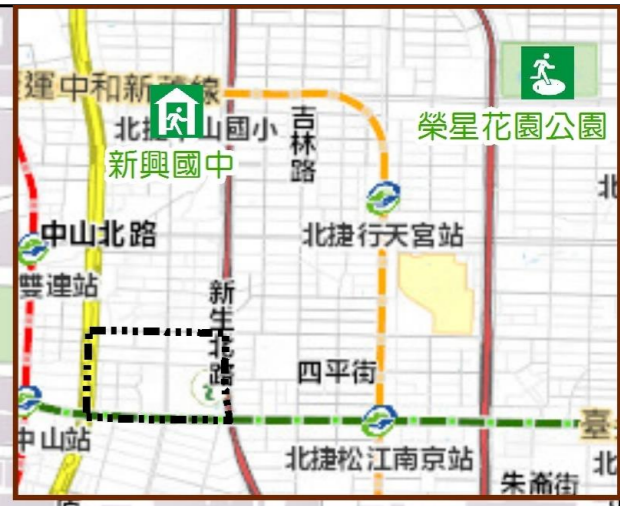 運中和新蘆線
北捷中山國小
新興國中
吉林路
榮星花園公園
北
中山北路
北捷行天宮站
雙連站
新生北路
四平街
中山站
北捷松江南京站
臺北
朱崙街